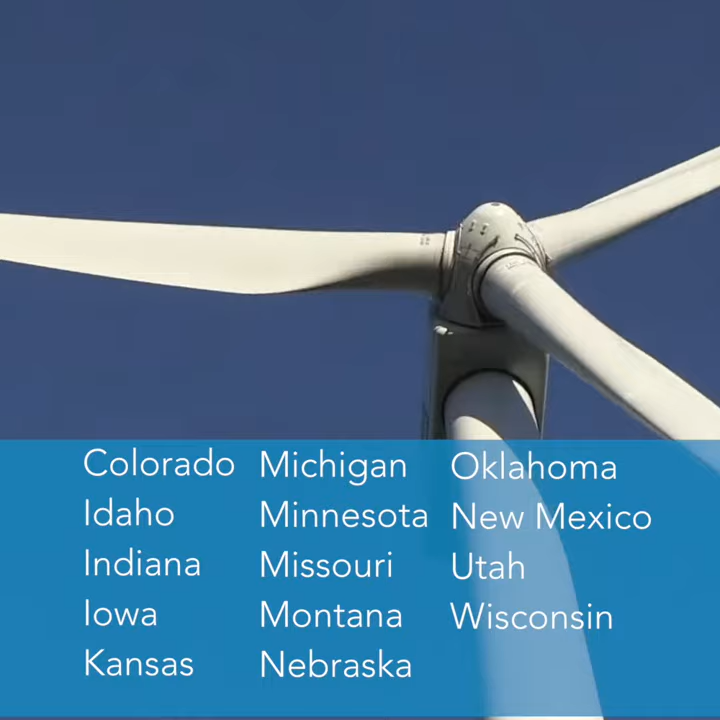 Colorado
Idaho
Indiana
Iowa
Kansas
Michigan
Minnesota
Missouri
Montana
Nebraska
Oklahoma
New Mexico
Utah
Wisconsin